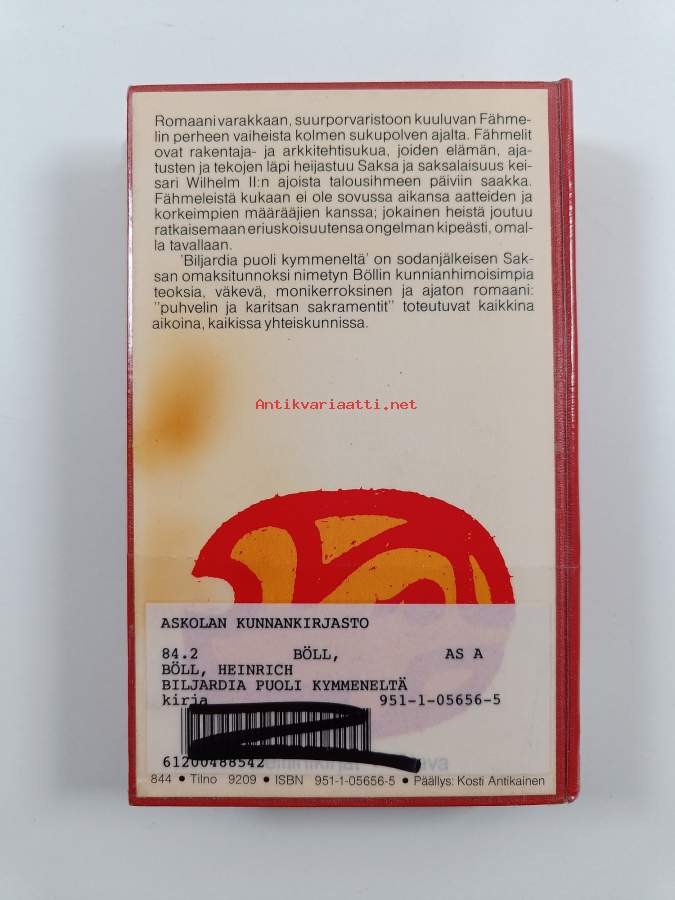 Romaani varakkaan, suurporvaristoon kuuluvan Fähme-
lin perheen vaiheista kolmen sukupolven ajalta. Fähmelit
ovat rakentaja- ja arkkitehtisukua, joiden elämän, aja-
tusten ja tekojen läpi heijastuu Saksa ja saksalaisuus kei-
sari Wilhelm II:n ajoista talousihmeen päiviin saakka.
Fähmeleistä kukaan ei ole sovussa aikansa aatteiden ja
korkeimpien määrääjien kanssa; jokainen heistä joutuu
ratkaisemaan eriuskoisuutensa ongelman kipeästi, omal-
la tavallaan.
'Biljardia puoli kymmeneltä' on sodanjälkeisen Sak-
san omaksitunnoksi nimetyn Böllin kunnianhimoisimpia
teoksia, väkevä, monikerroksinen ja ajaton romaani:
"puhvelin ja karitsan sakramentit" toteutuvat kaikkina
aikoina, kaikissa yhteiskunnissa.
Antikvariaatti.net
ASKOLAN KUNNANKIRJASTO
84.2 BÖLL, AS A
BÖLL, HEINRICH
BILJARDIA PUOLI KYMMENELTÄ
kirja 951-1-05656-5
61200488542
844 • Tilno 9209 • ISBN 951-1-05656-5 • Päällys: Kosti Antikainen